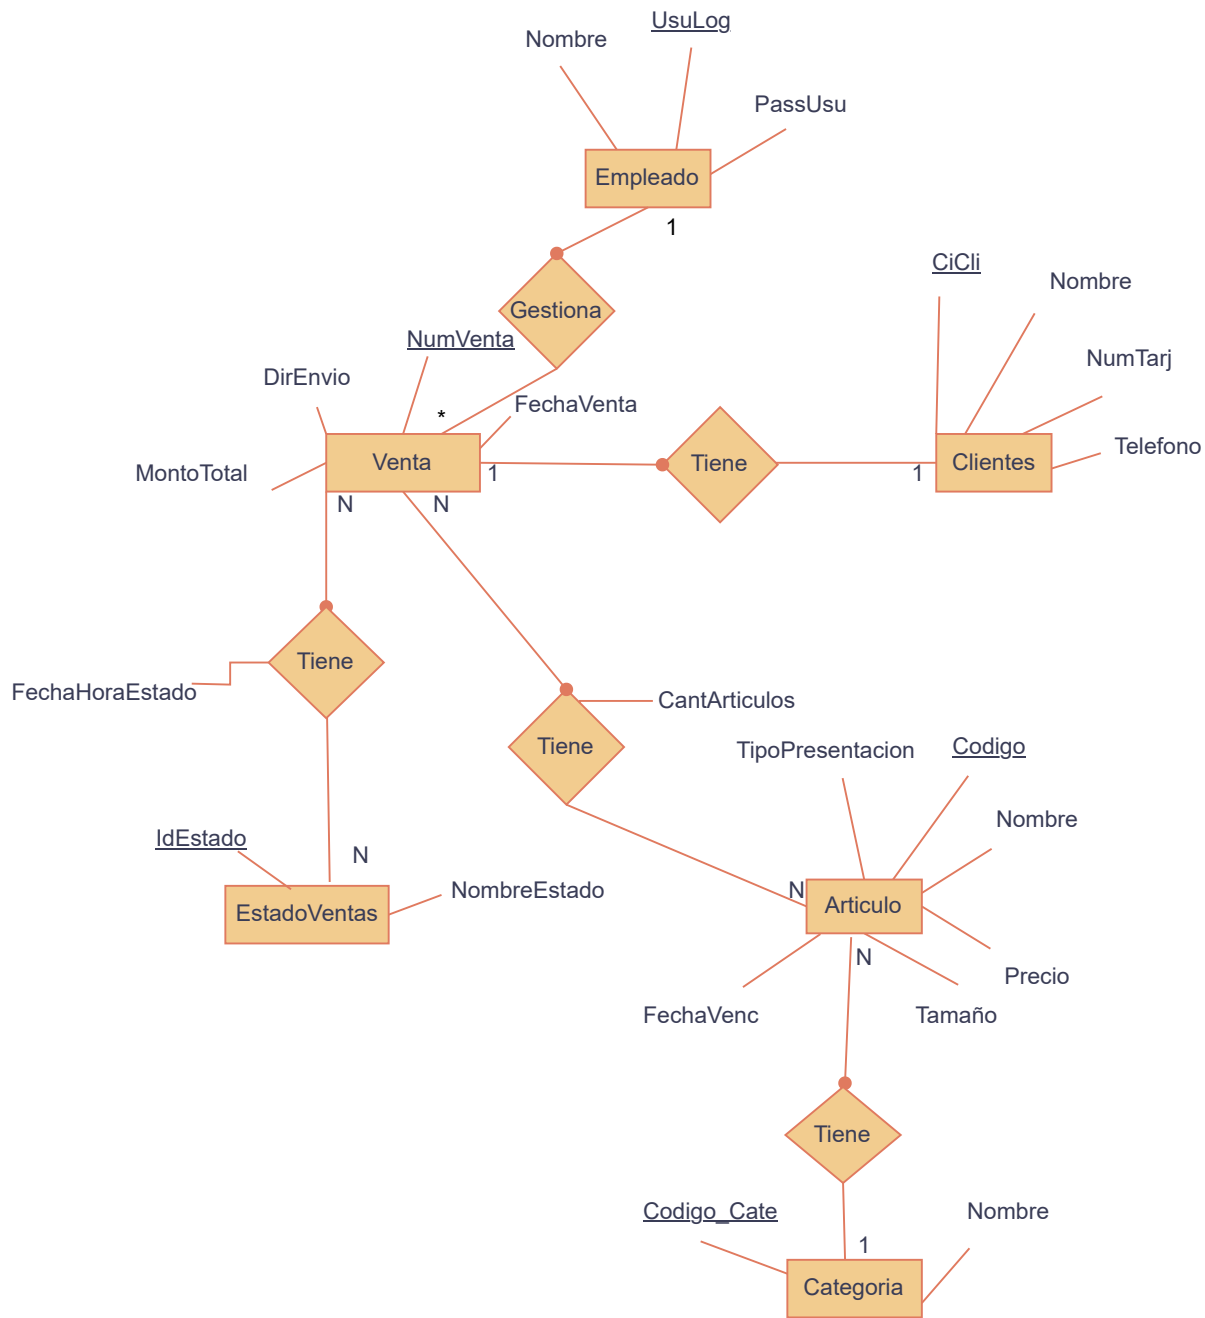 UsuLog
Nombre
PassUsu
Empleado
1
CiCli
Nombre
Gestiona
NumVenta
NumTarj
DirEnvio
FechaVenta
*
Telefono
MontoTotal
Venta
1
Tiene
1
Clientes
N
N
Tiene
FechaHoraEstado
CantArticulos
Tiene
TipoPresentacion
Codigo
Nombre
IdEstado
N
NombreEstado
N
Articulo
EstadoVentas
N
Precio
FechaVenc
Tamaño
Tiene
Codigo_Cate
Nombre
1
Categoria